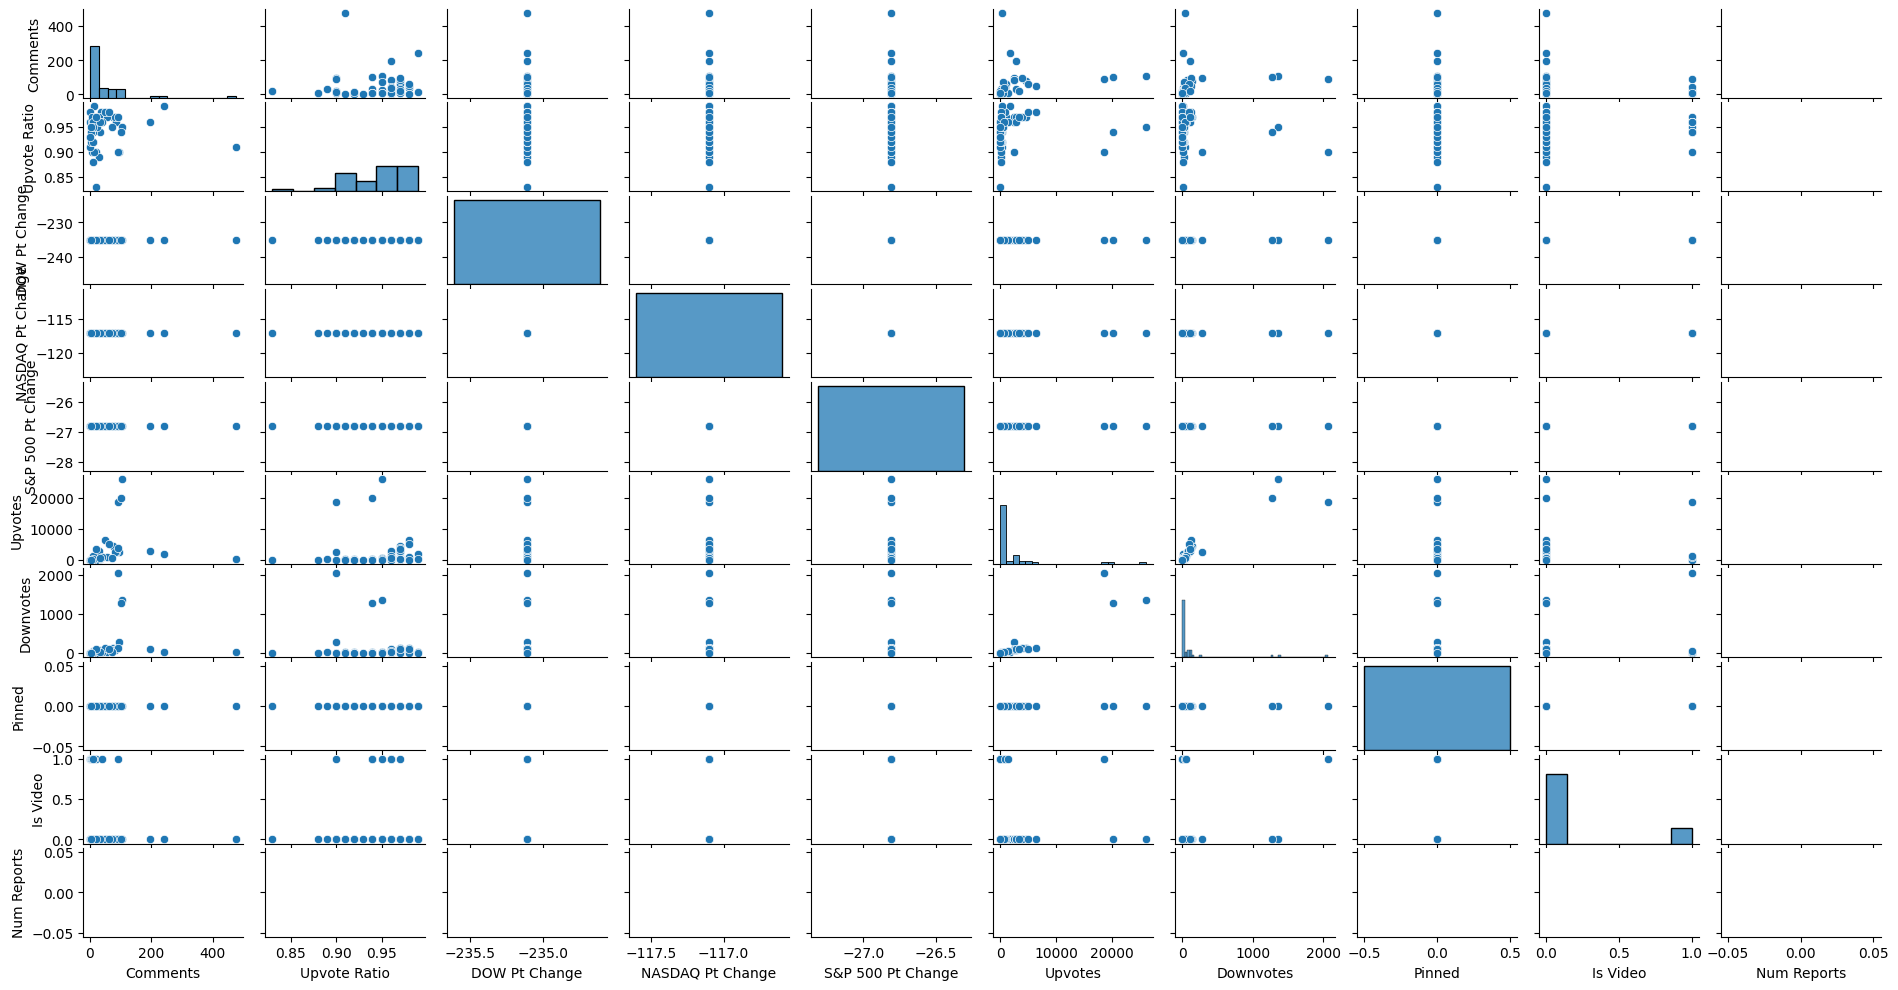 400
200
0
Comments
0.95
0.90
0.85
Upvote Ratio
−230
−240
DOW Pt Change
−115
−120
NASDAQ Pt Change
−26
−27
−28
S&P 500 Pt Change
20000
10000
0
Upvotes
2000
1000
0
Downvotes
0.05
0.00
−0.05
Pinned
1.0
0.5
0.0
Is Video
0.05
0.00
−0.05
Num Reports
0 200 400
0.85 0.90 0.95
−235.5 −235.0
−117.5 −117.0
−27.0 −26.5
0 10000 20000
0 1000 2000
−0.5 0.0 0.5
0.0 0.5 1.0
−0.05 0.00 0.05
Comments
Upvote Ratio
DOW Pt Change
NASDAQ Pt Change
S&P 500 Pt Change
Upvotes
Downvotes
Pinned
Is Video
Num Reports